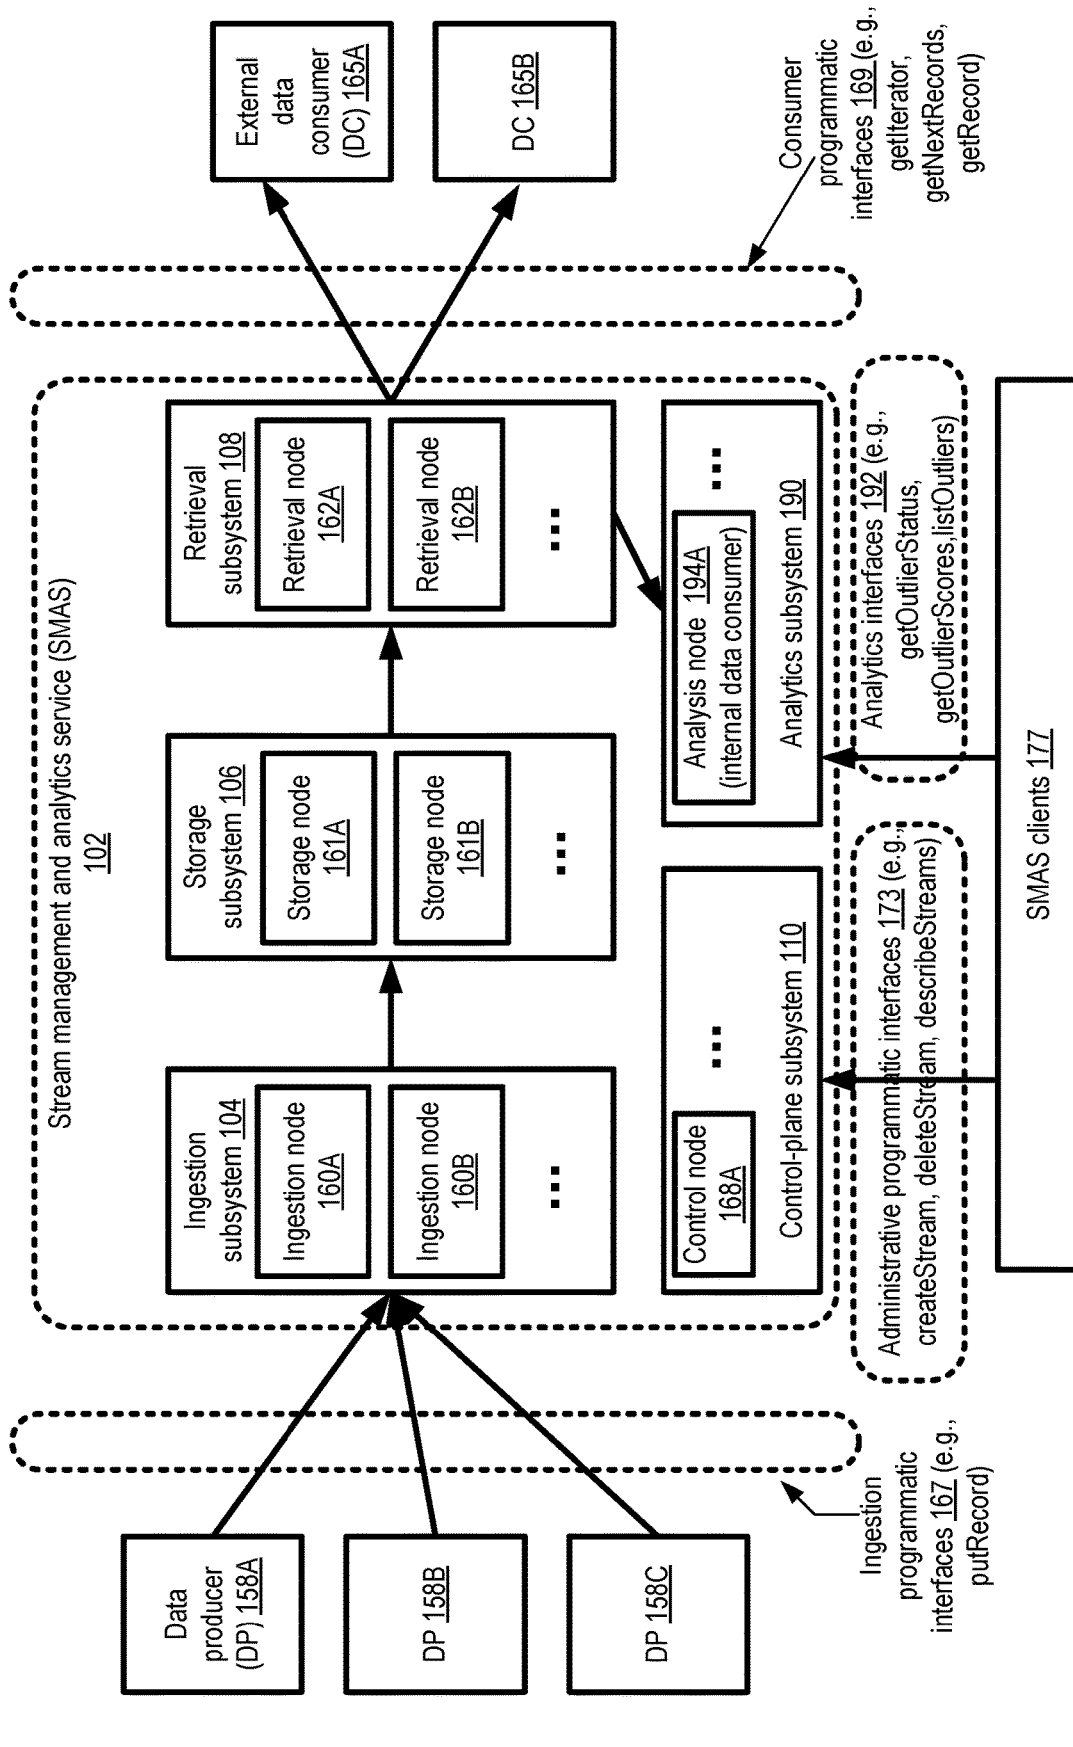 Stream management and analytics service (SMAS)
102
Data
producer
(DP) 158A
DP 158B
DP 158C
Ingestion
programmatic
interfaces 167 (e.g.,
putRecord)
Ingestion
subsystem 104
Ingestion node
160A
Ingestion node
160B
...
Storage
subsystem 106
Storage node
161A
Storage node
161B
...
Retrieval
subsystem 108
Retrieval node
162A
Retrieval node
162B
...
External
data
consumer
(DC) 165A
DC 165B
Consumer
programmatic
interfaces 169 (e.g.,
getIterator,
getNextRecords,
getRecord)
Control node
168A
...
Control-plane subsystem 110
Analysis node 194A
(internal data consumer)
...
Analytics subsystem 190
Administrative programmatic interfaces 173 (e.g.,
createStream, deleteStream, describeStreams)
Analytics interfaces 192 (e.g.,
getOutlierStatus,
getOutlierScores,listOutliers)
SMAS clients 177